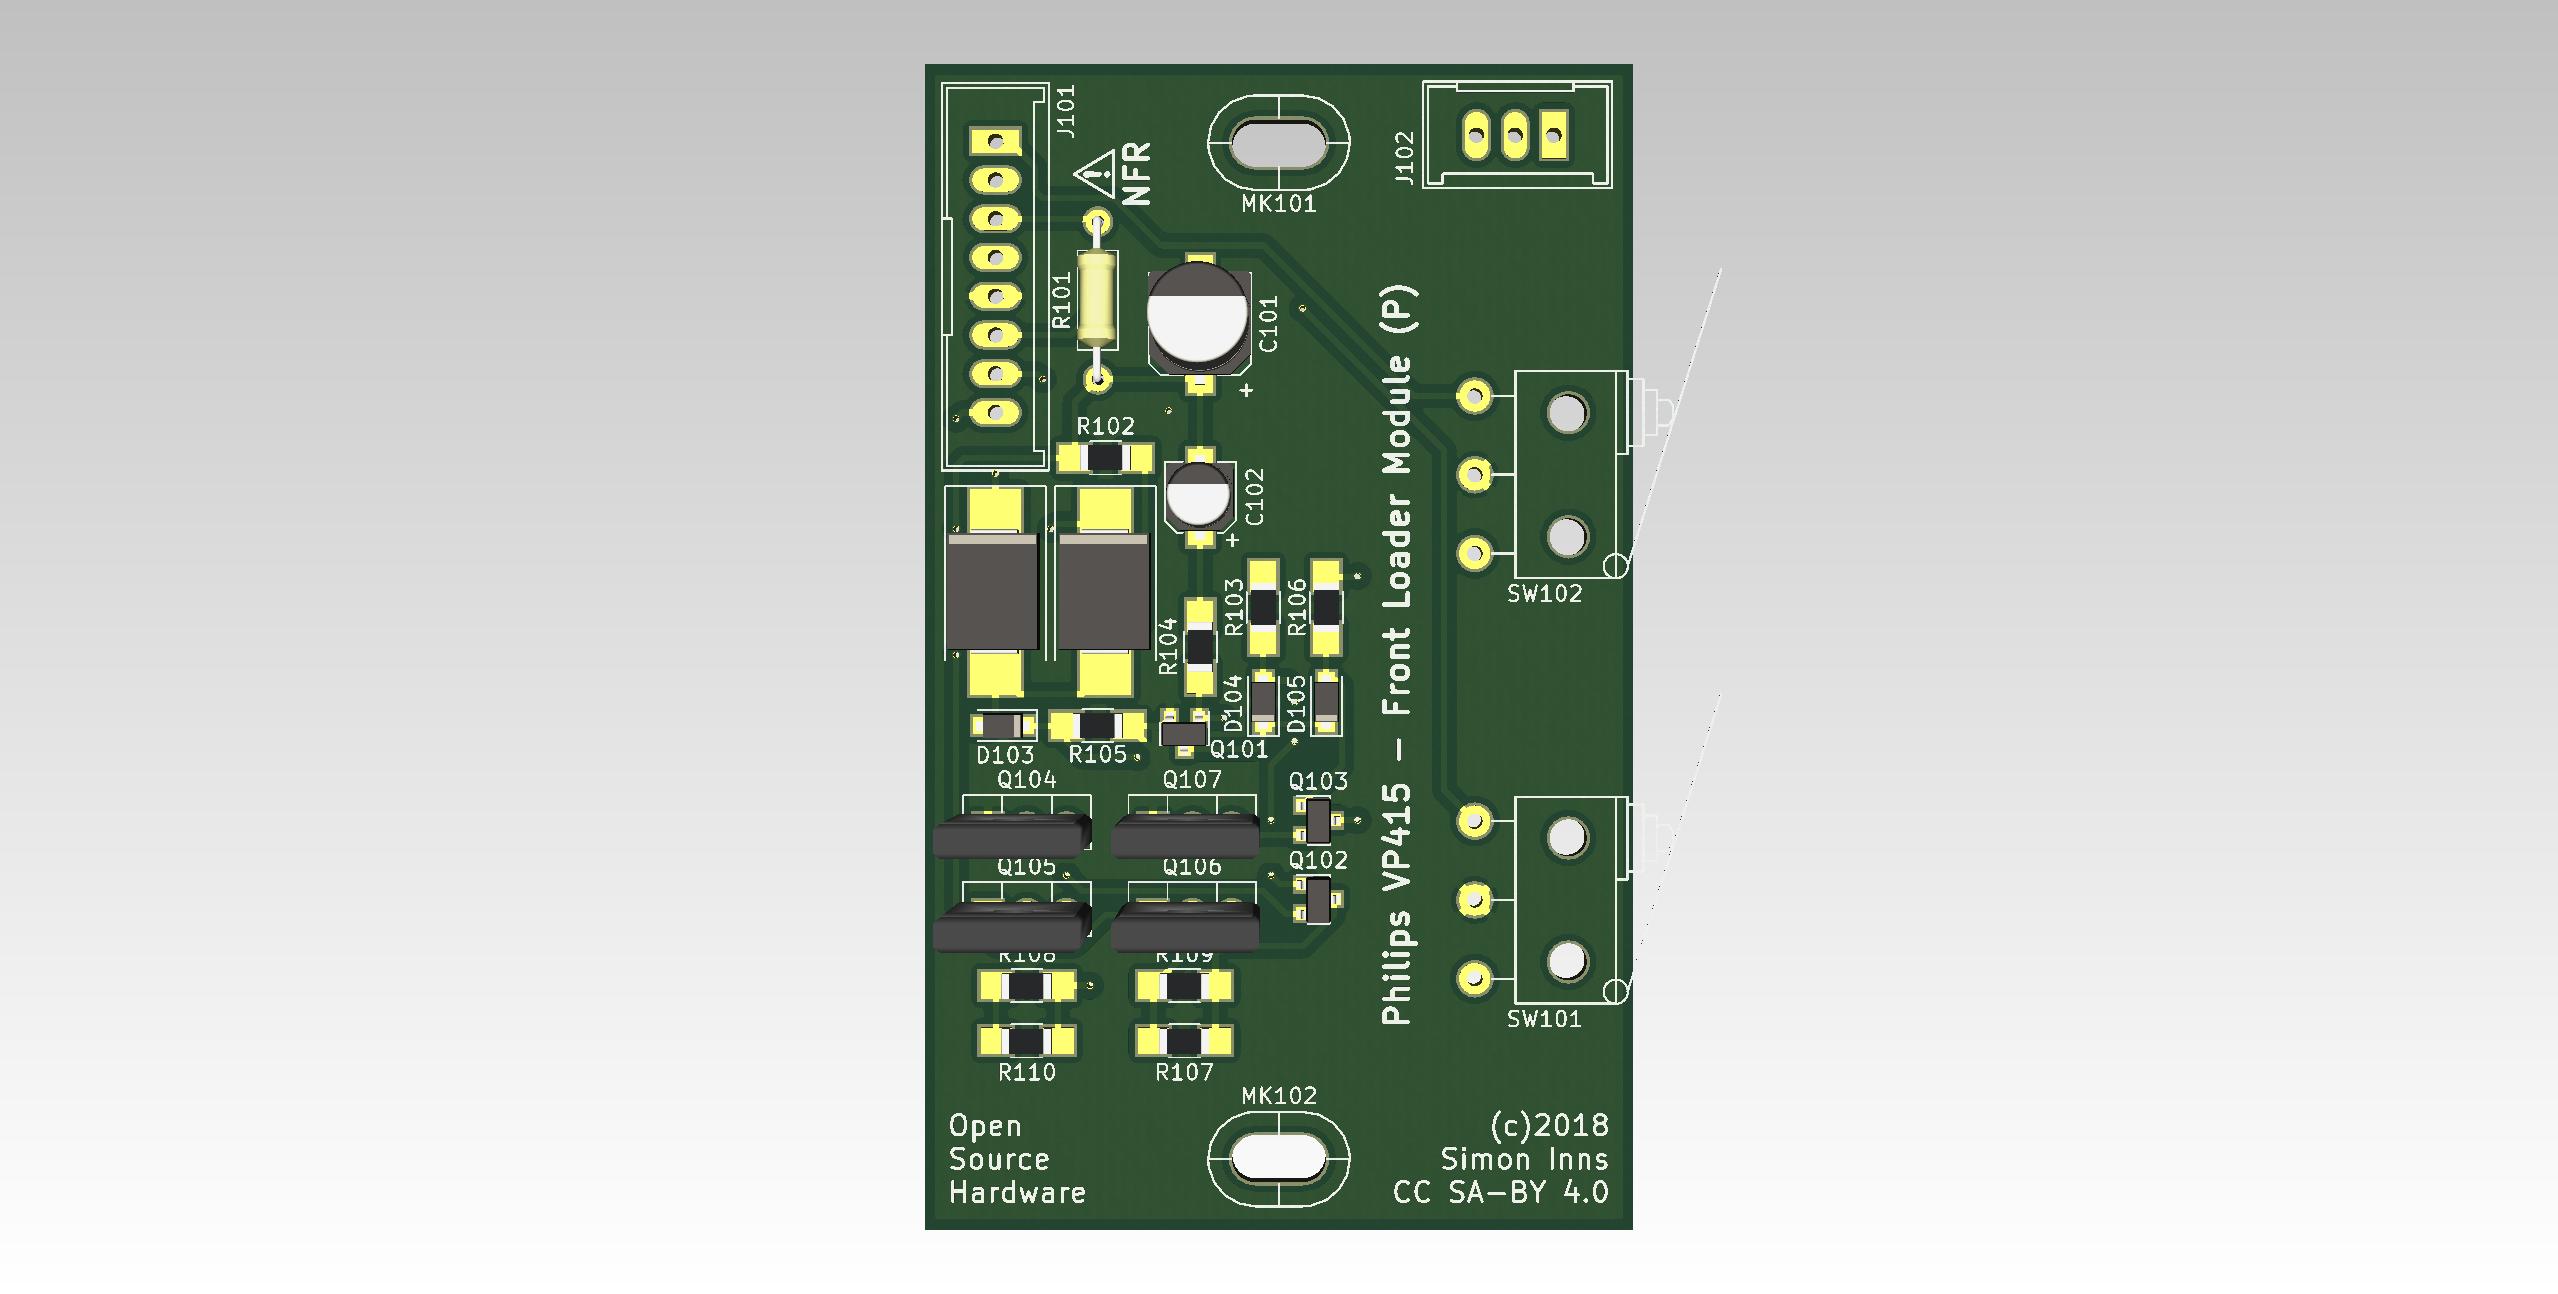 J101
NFR
MK101
J102
R101
C101
+
R102
C102
+
SW102
R103
R106
R104
D104
D105
D103
R105
Q101
Q104
Q107
Q103
Q105
Q106
Q102
R108
R109
R110
R107
SW101
Philips VP415 – Front Loader Module (P)
MK102
Open
Source
Hardware
(c)2018
Simon Inns
CC SA–BY 4.0